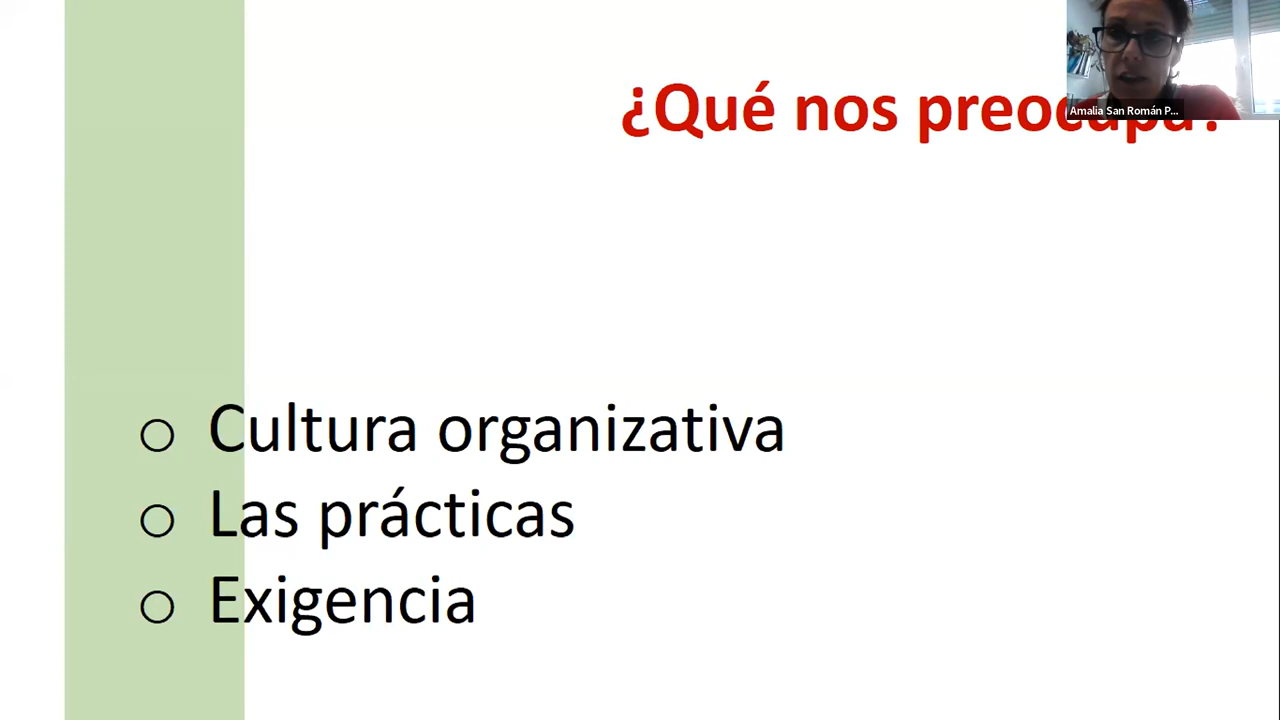 ¿Qué nos preocupa?
Amalia San Román P...
o Cultura organizativa
o Las prácticas
o Exigencia